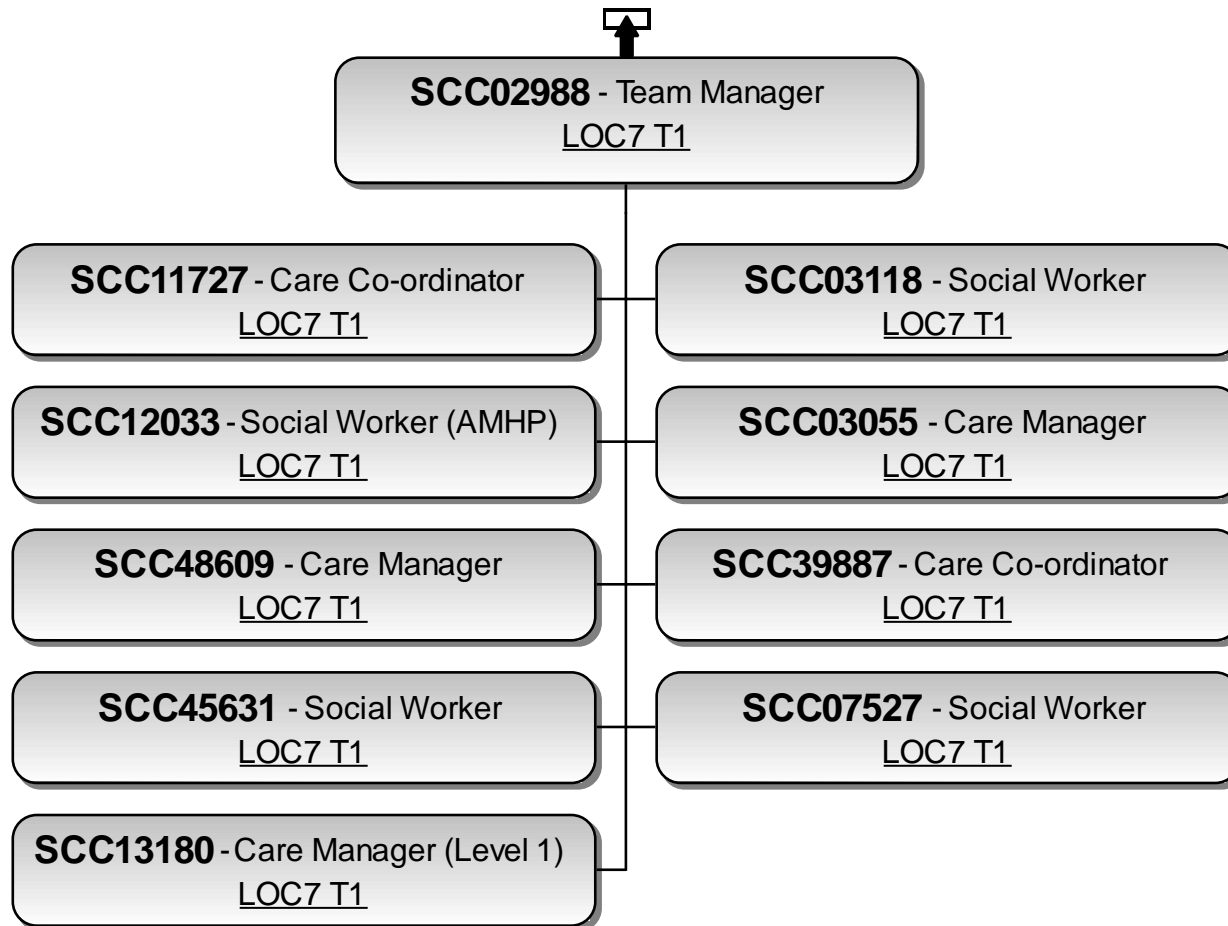 SCC02988 - Team Manager
LOC7 T1
SCC11727 - Care Co-ordinator
LOC7 T1
SCC03118 - Social Worker
LOC7 T1
SCC12033 - Social Worker (AMHP)
LOC7 T1
SCC03055 - Care Manager
LOC7 T1
SCC48609 - Care Manager
LOC7 T1
SCC39887 - Care Co-ordinator
LOC7 T1
SCC45631 - Social Worker
LOC7 T1
SCC07527 - Social Worker
LOC7 T1
SCC13180 - Care Manager (Level 1)
LOC7 T1